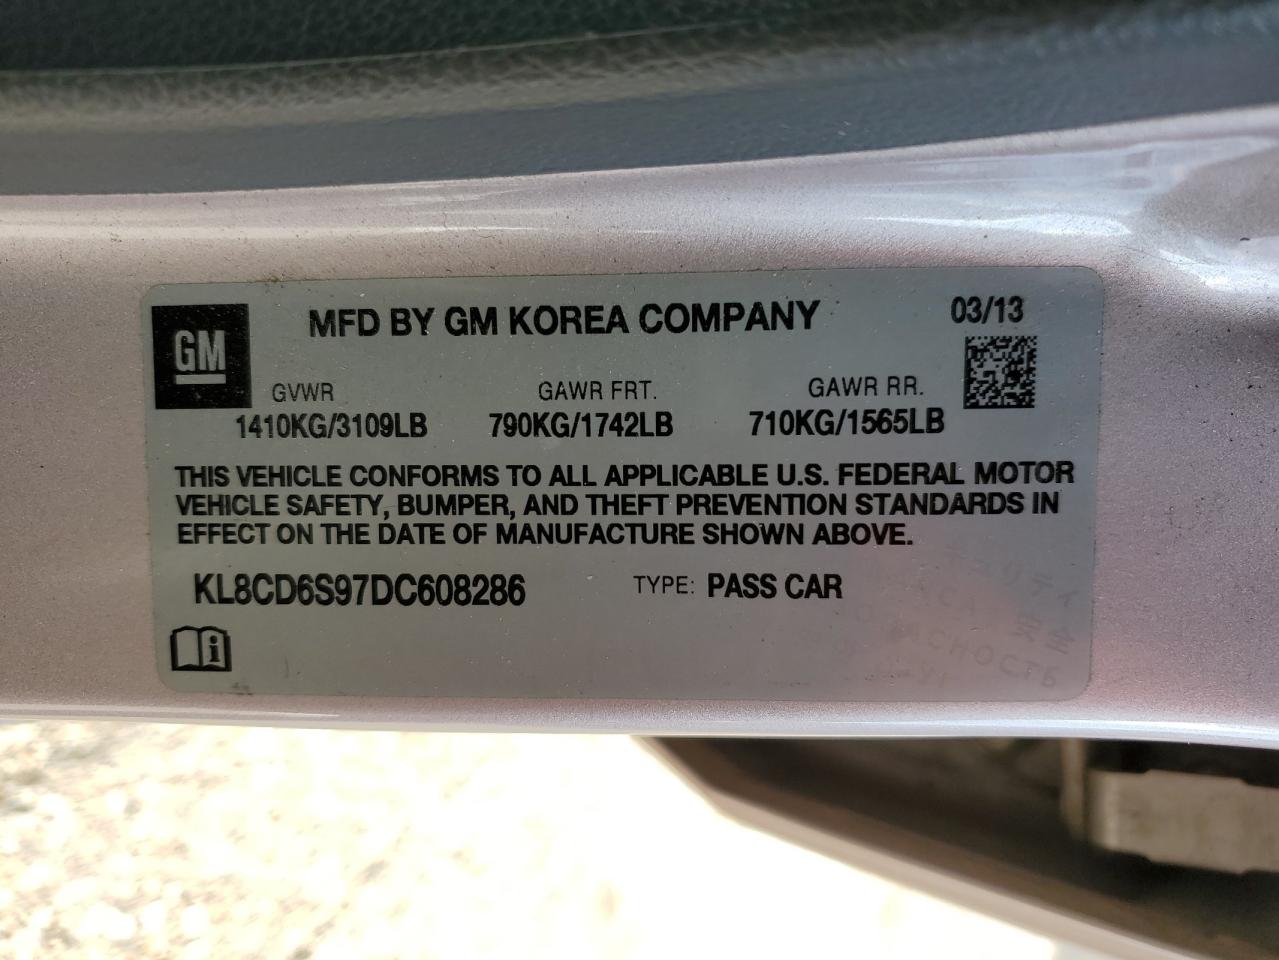 MFD BY GM KOREA COMPANY 03/13
GM
GVWR GAWR FRT. GAWR RR.
1410KG/3109LB 790KG/1742LB 710KG/1565LB
THIS VEHICLE CONFORMS TO ALL APPLICABLE U.S. FEDERAL MOTOR
VEHICLE SAFETY, BUMPER, AND THEFT PREVENTION STANDARDS IN
EFFECT ON THE DATE OF MANUFACTURE SHOWN ABOVE.
KL8CD6S97DC608286 TYPE: PASS CAR